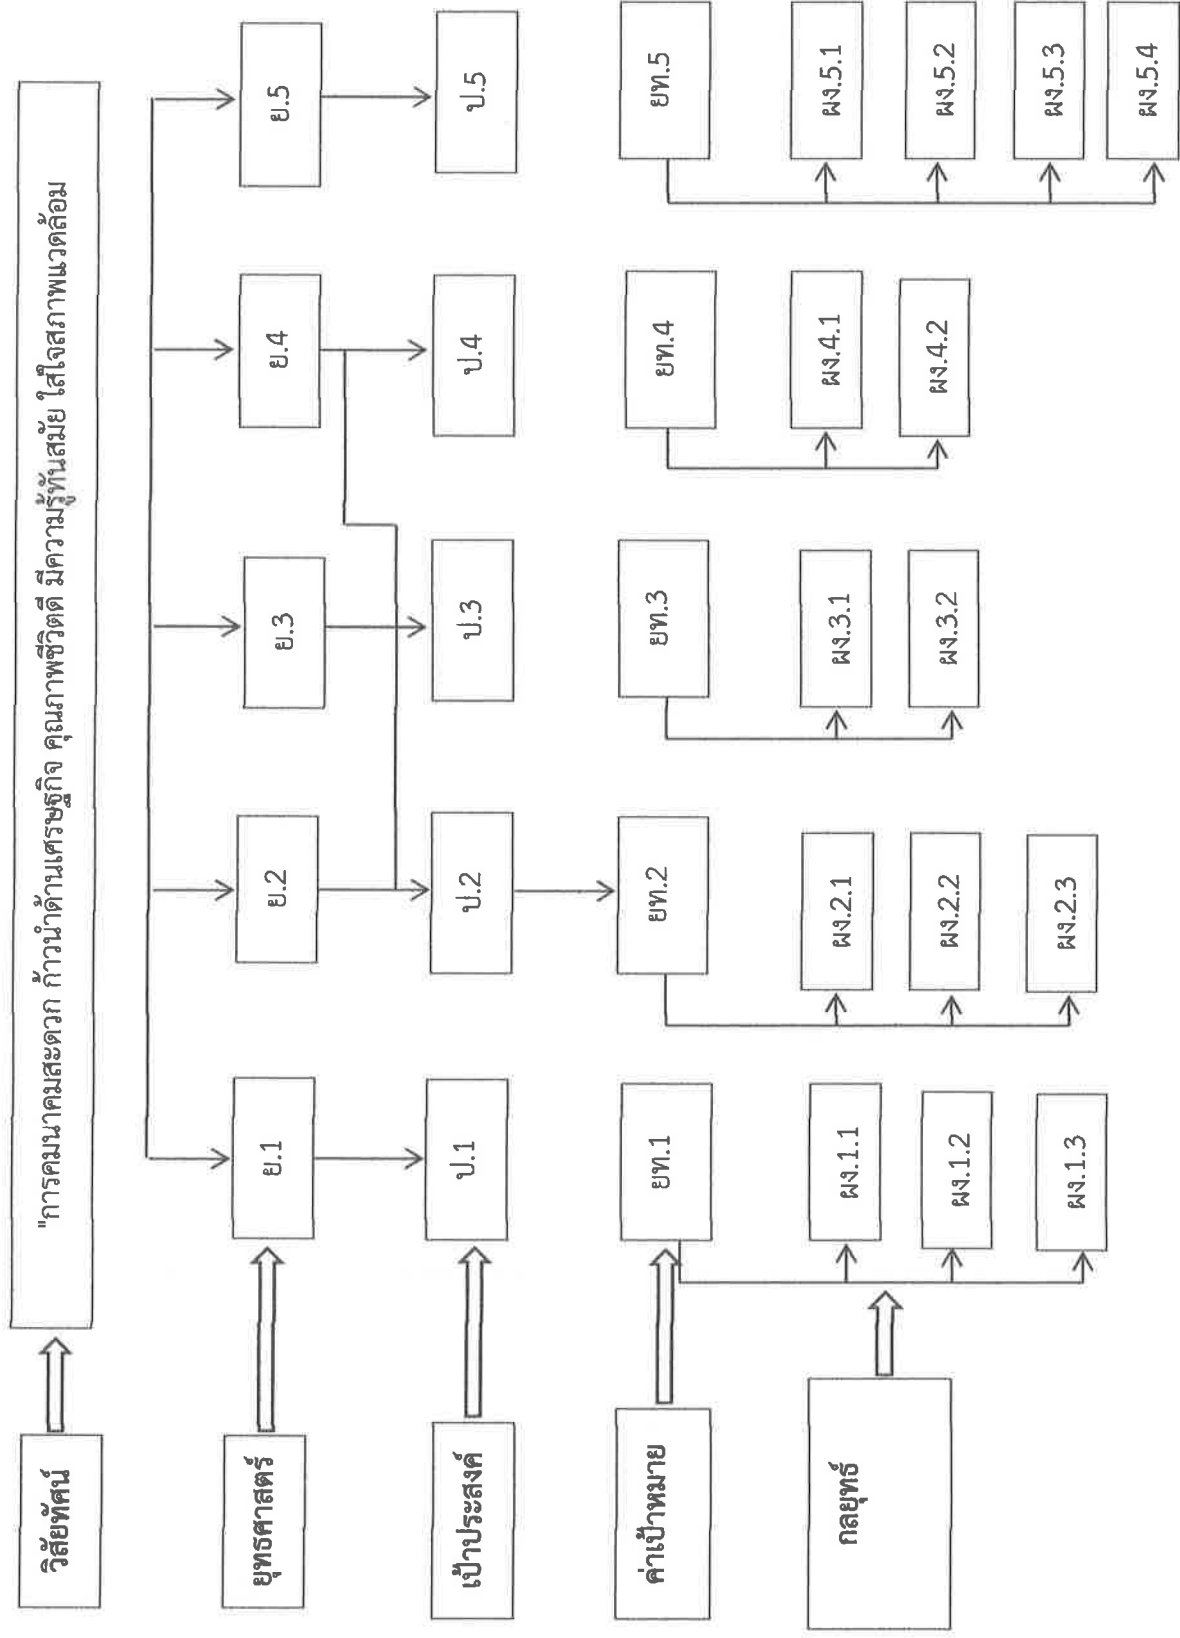 วิสัยทัศน์
"การคมนาคมสะดวก ก้าวนำด้านเศรษฐกิจ คุณภาพชีวิตดี มีความรู้ทันสมัย ใส่ใจสภาพแวดล้อม
ยุทธศาสตร์
ย.1
ย.2
ย.3
ย.4
ย.5
เป้าประสงค์
ป.1
ป.2
ป.3
ป.4
ป.5
ค่าเป้าหมาย
ยท.1
ยท.2
ยท.3
ยท.4
ยท.5
กลยุทธ์
ผง.1.1
ผง.1.2
ผง.1.3
ผง.2.1
ผง.2.2
ผง.2.3
ผง.3.1
ผง.3.2
ผง.4.1
ผง.4.2
ผง.5.1
ผง.5.2
ผง.5.3
ผง.5.4